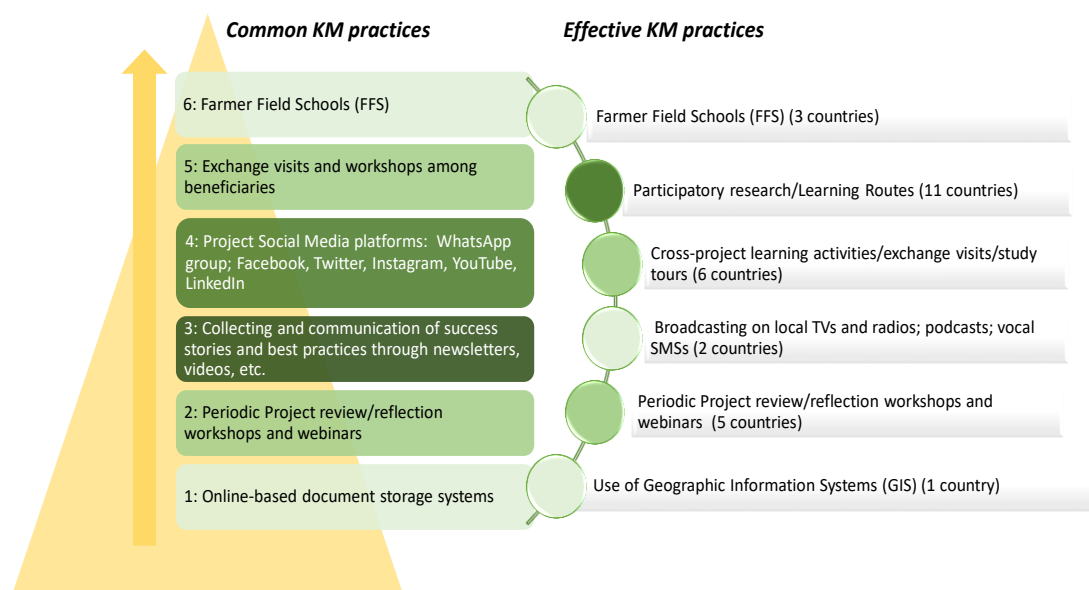 Common KM practices
Effective KM practices
6: Farmer Field Schools (FFS)
5: Exchange visits and workshops among
beneficiaries
4: Project Social Media platforms: WhatsApp
group; Facebook, Twitter, Instagram, YouTube,
LinkedIn
3: Collecting and communication of success
stories and best practices through newsletters,
videos, etc.
2: Periodic Project review/reflection
workshops and webinars
1: Online-based document storage systems
Farmer Field Schools (FFS) (3 countries)
Participatory research/Learning Routes (11 countries)
Cross-project learning activities/exchange visits/study
tours (6 countries)
Broadcasting on local TVs and radios; podcasts; vocal
SMSs (2 countries)
Periodic Project review/reflection workshops and
webinars (5 countries)
Use of Geographic Information Systems (GIS) (1 country)